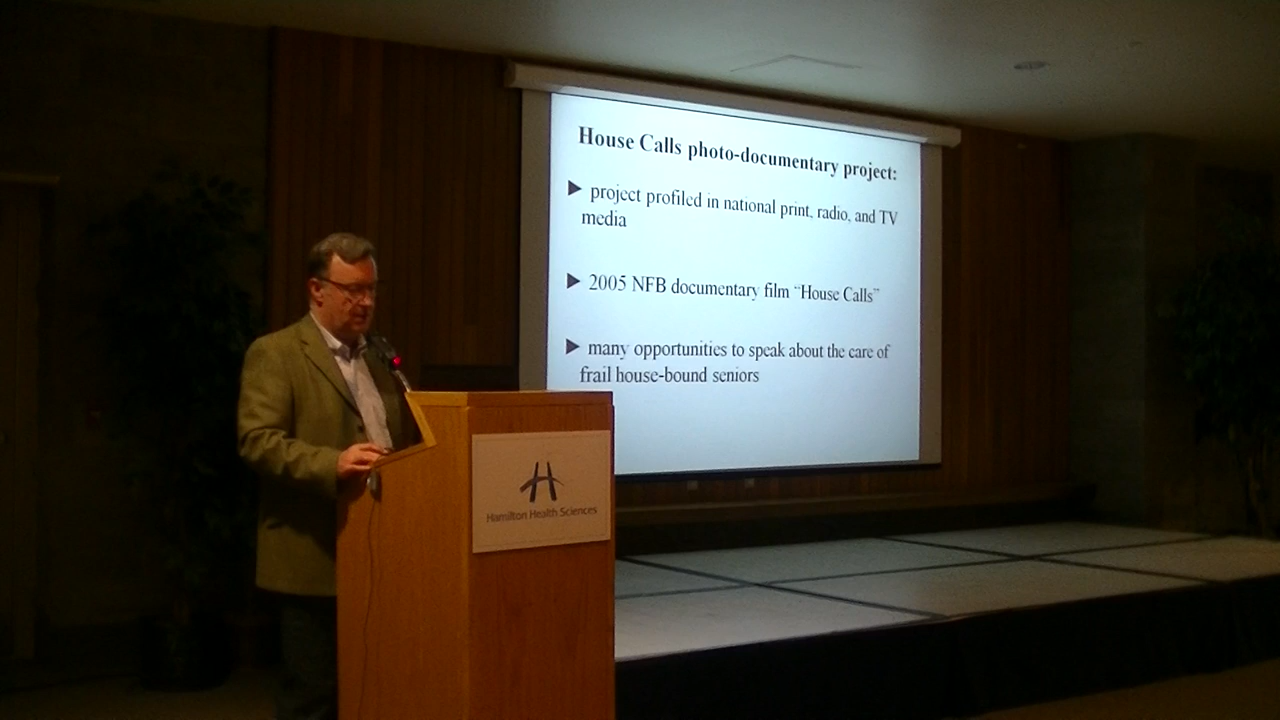 House Calls photo-documentary project:
► project profiled in national print, radio, and TV
media
► 2005 NFB documentary film “House Calls”
► many opportunities to speak about the care of
frail house-bound seniors
Hamilton Health Sciences